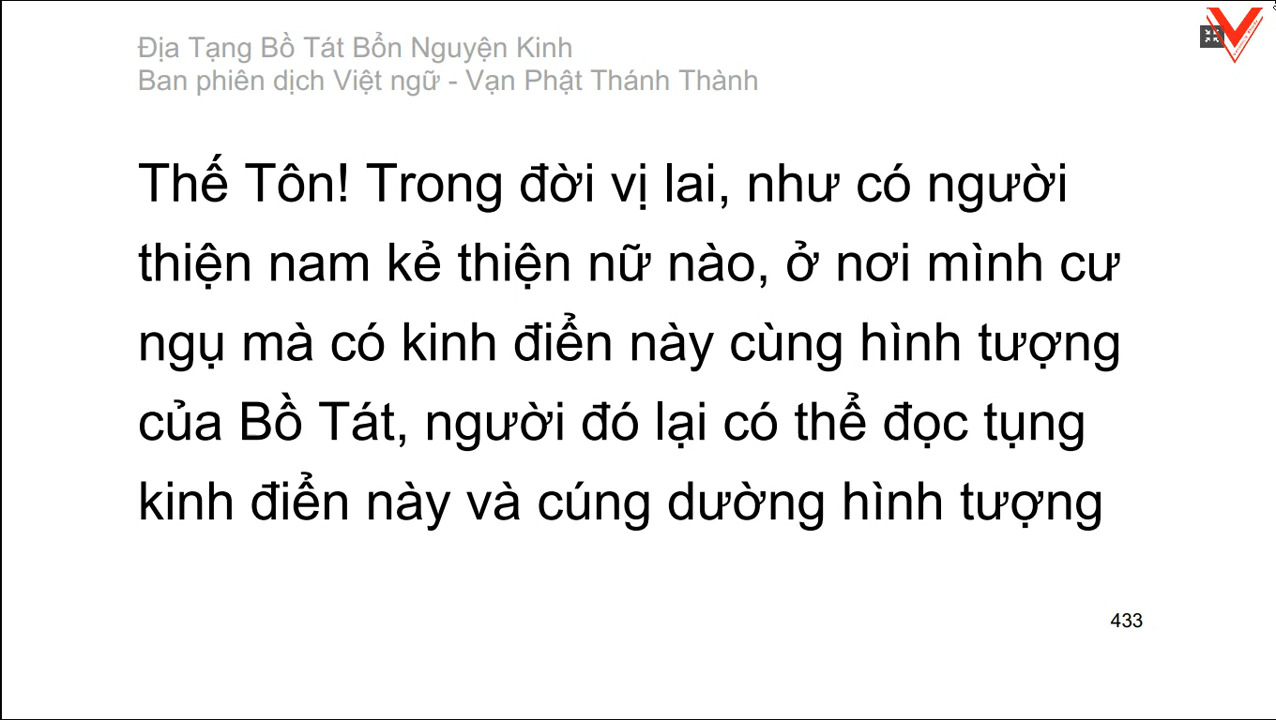 Địa Tạng Bồ Tát Bổn Nguyện Kinh
Ban phiên dịch Việt ngữ - Vạn Phật Thánh Thành
Thế Tôn! Trong đời vị lai, như có người
thiện nam kẻ thiện nữ nào, ở nơi mình cư
ngụ mà có kinh điển này cùng hình tượng
của Bồ Tát, người đó lại có thể đọc tụng
kinh điển này và cúng dường hình tượng
433